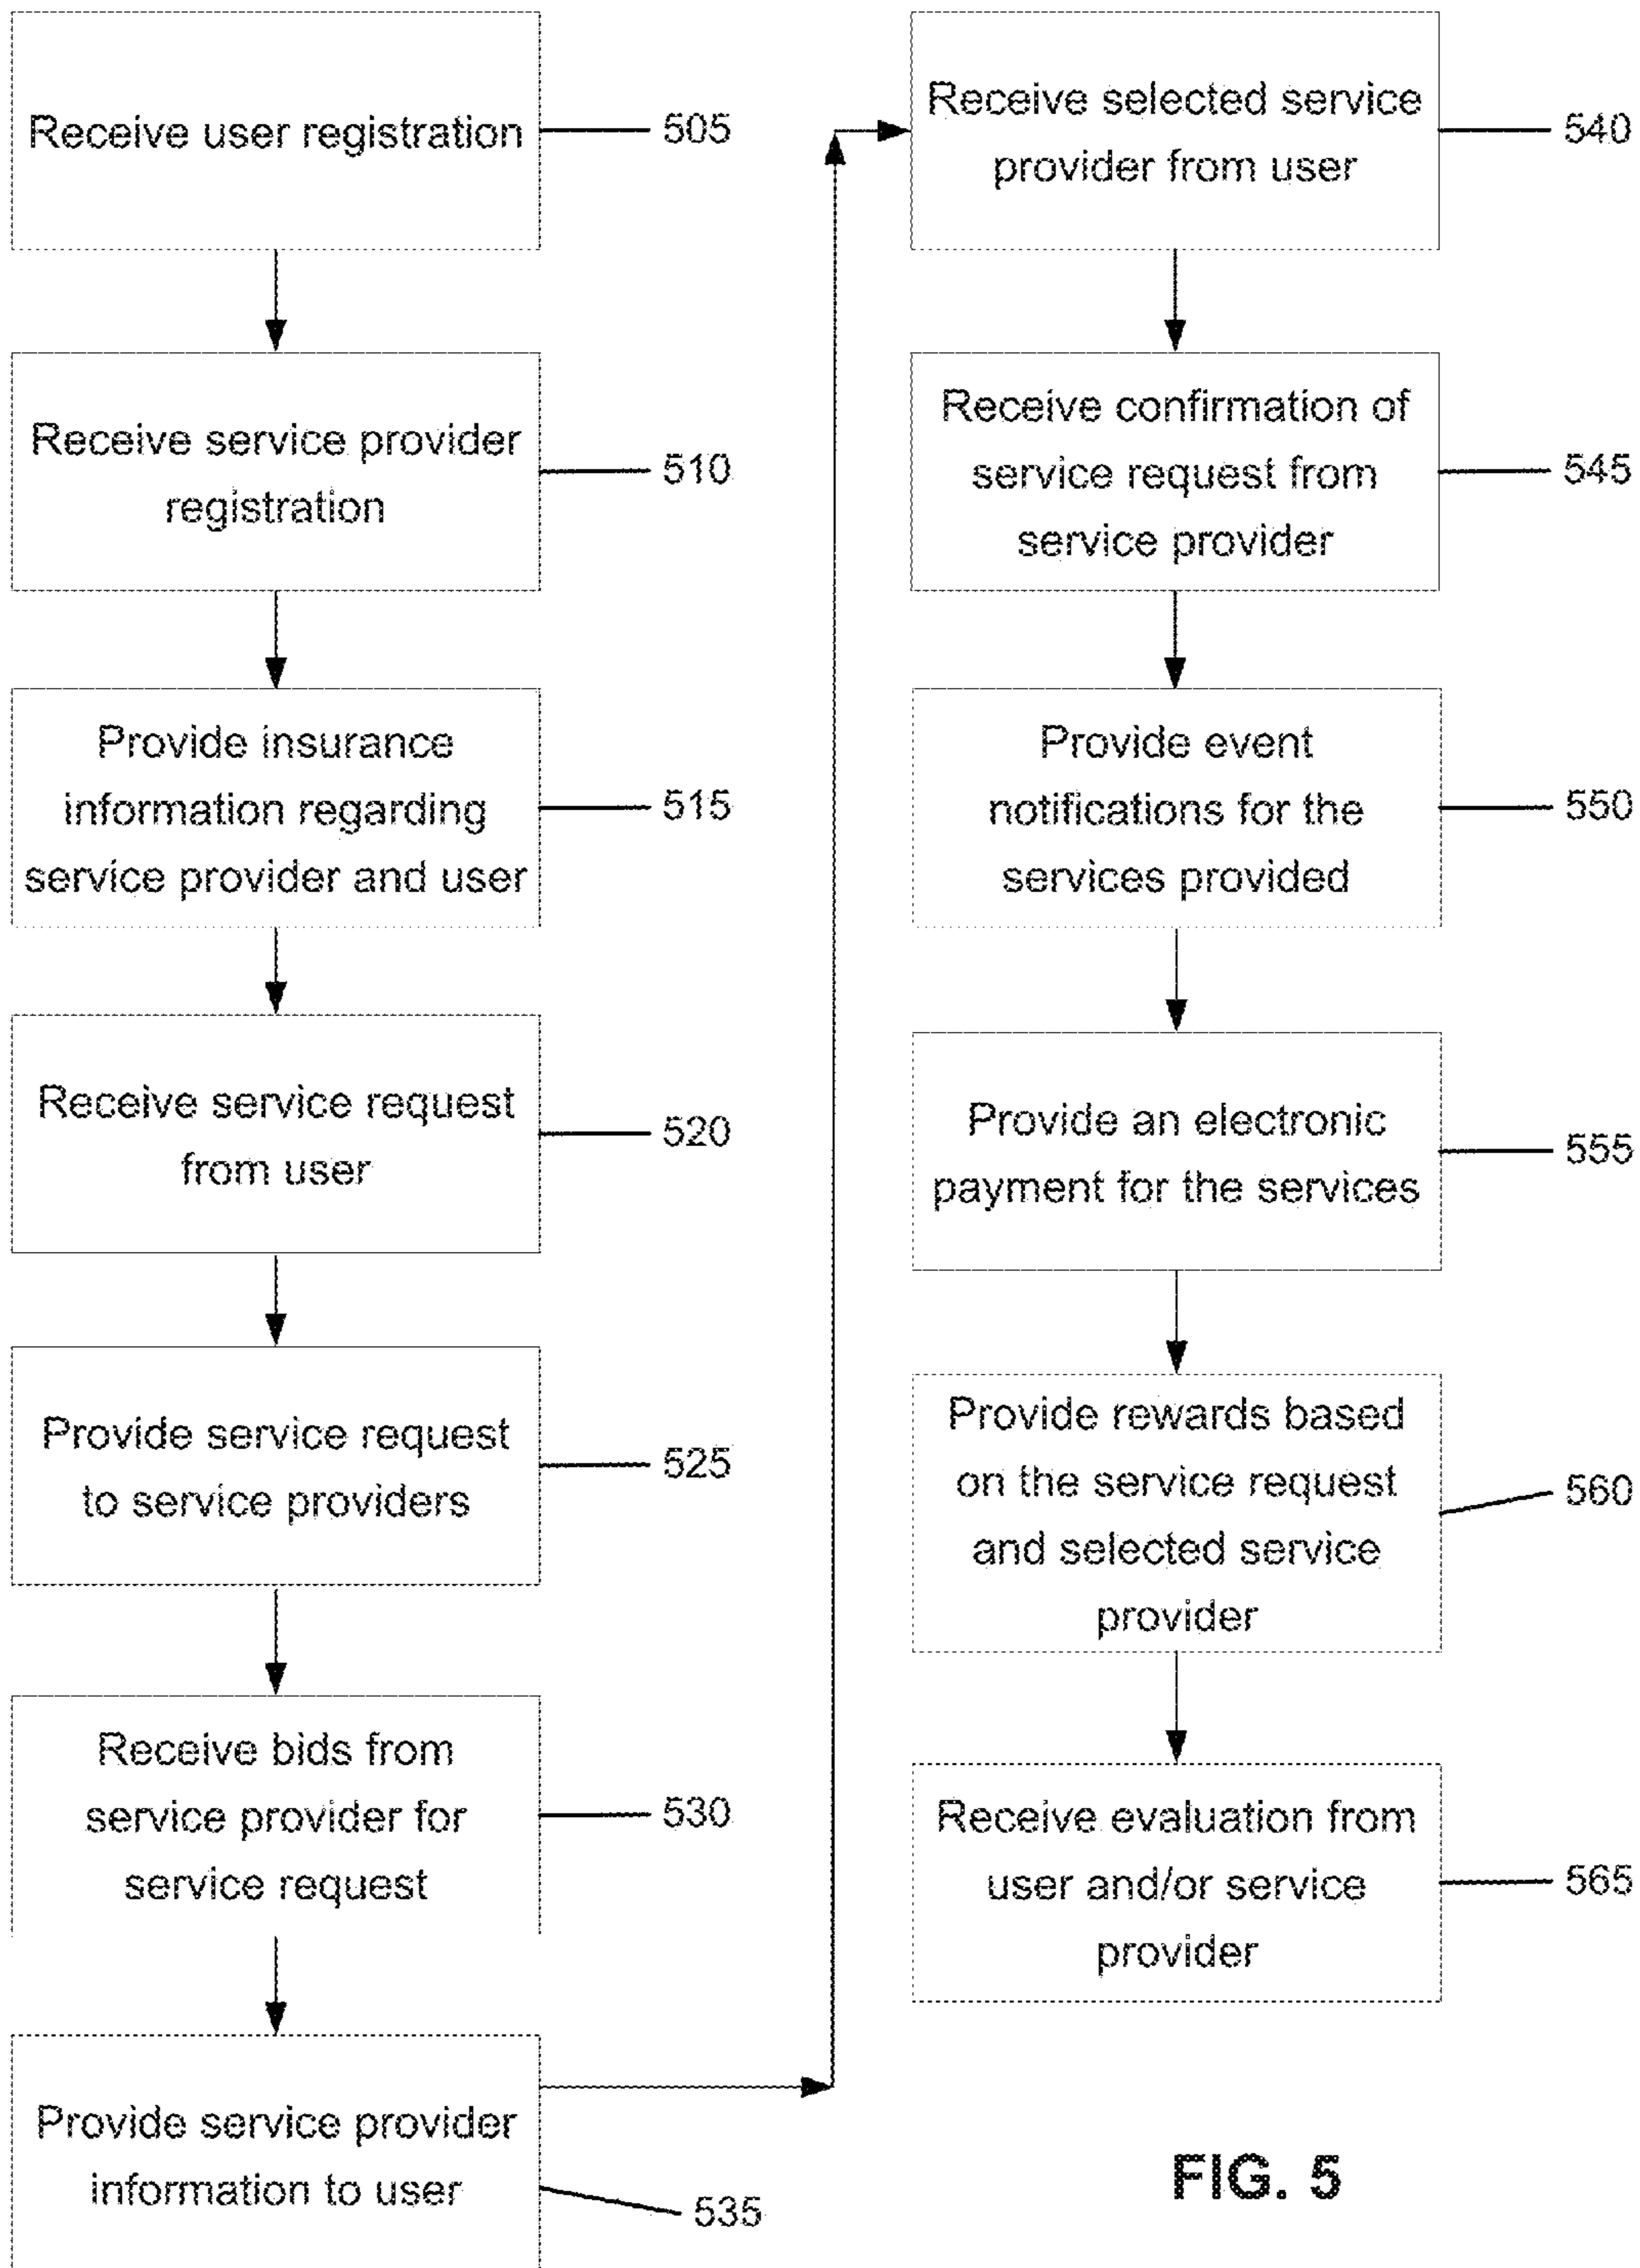 Receive user registration
505
Receive service provider
registration
510
Provide insurance
information regarding
service provider and user
515
Receive service request
from user
520
Provide service request
to service providers
525
Receive bids from
service provider for
service request
530
Provide service provider
information to user
535
Receive selected service
provider from user
540
Receive confirmation of
service request from
service provider
545
Provide event
notifications for the
services provided
550
Provide an electronic
payment for the services
555
Provide rewards based
on the service request
and selected service
provider
560
Receive evaluation from
user and/or service
provider
565
FIG. 5